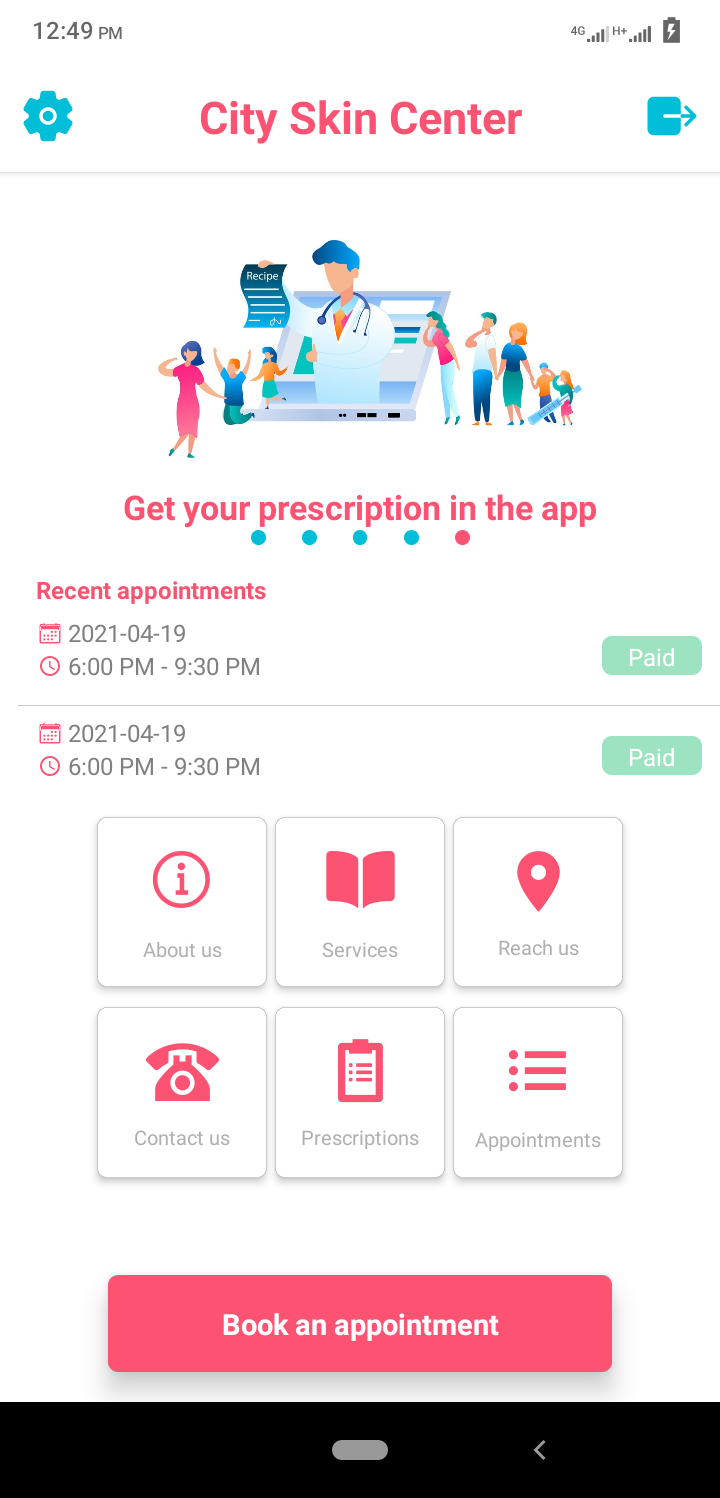 12:49 PM
4G H+
City Skin Center
Recipe
Get your prescription in the app
Recent appointments
2021-04-19
6:00 PM - 9:30 PM
Paid
2021-04-19
6:00 PM - 9:30 PM
Paid
About us
Services
Reach us
Contact us
Prescriptions
Appointments
Book an appointment